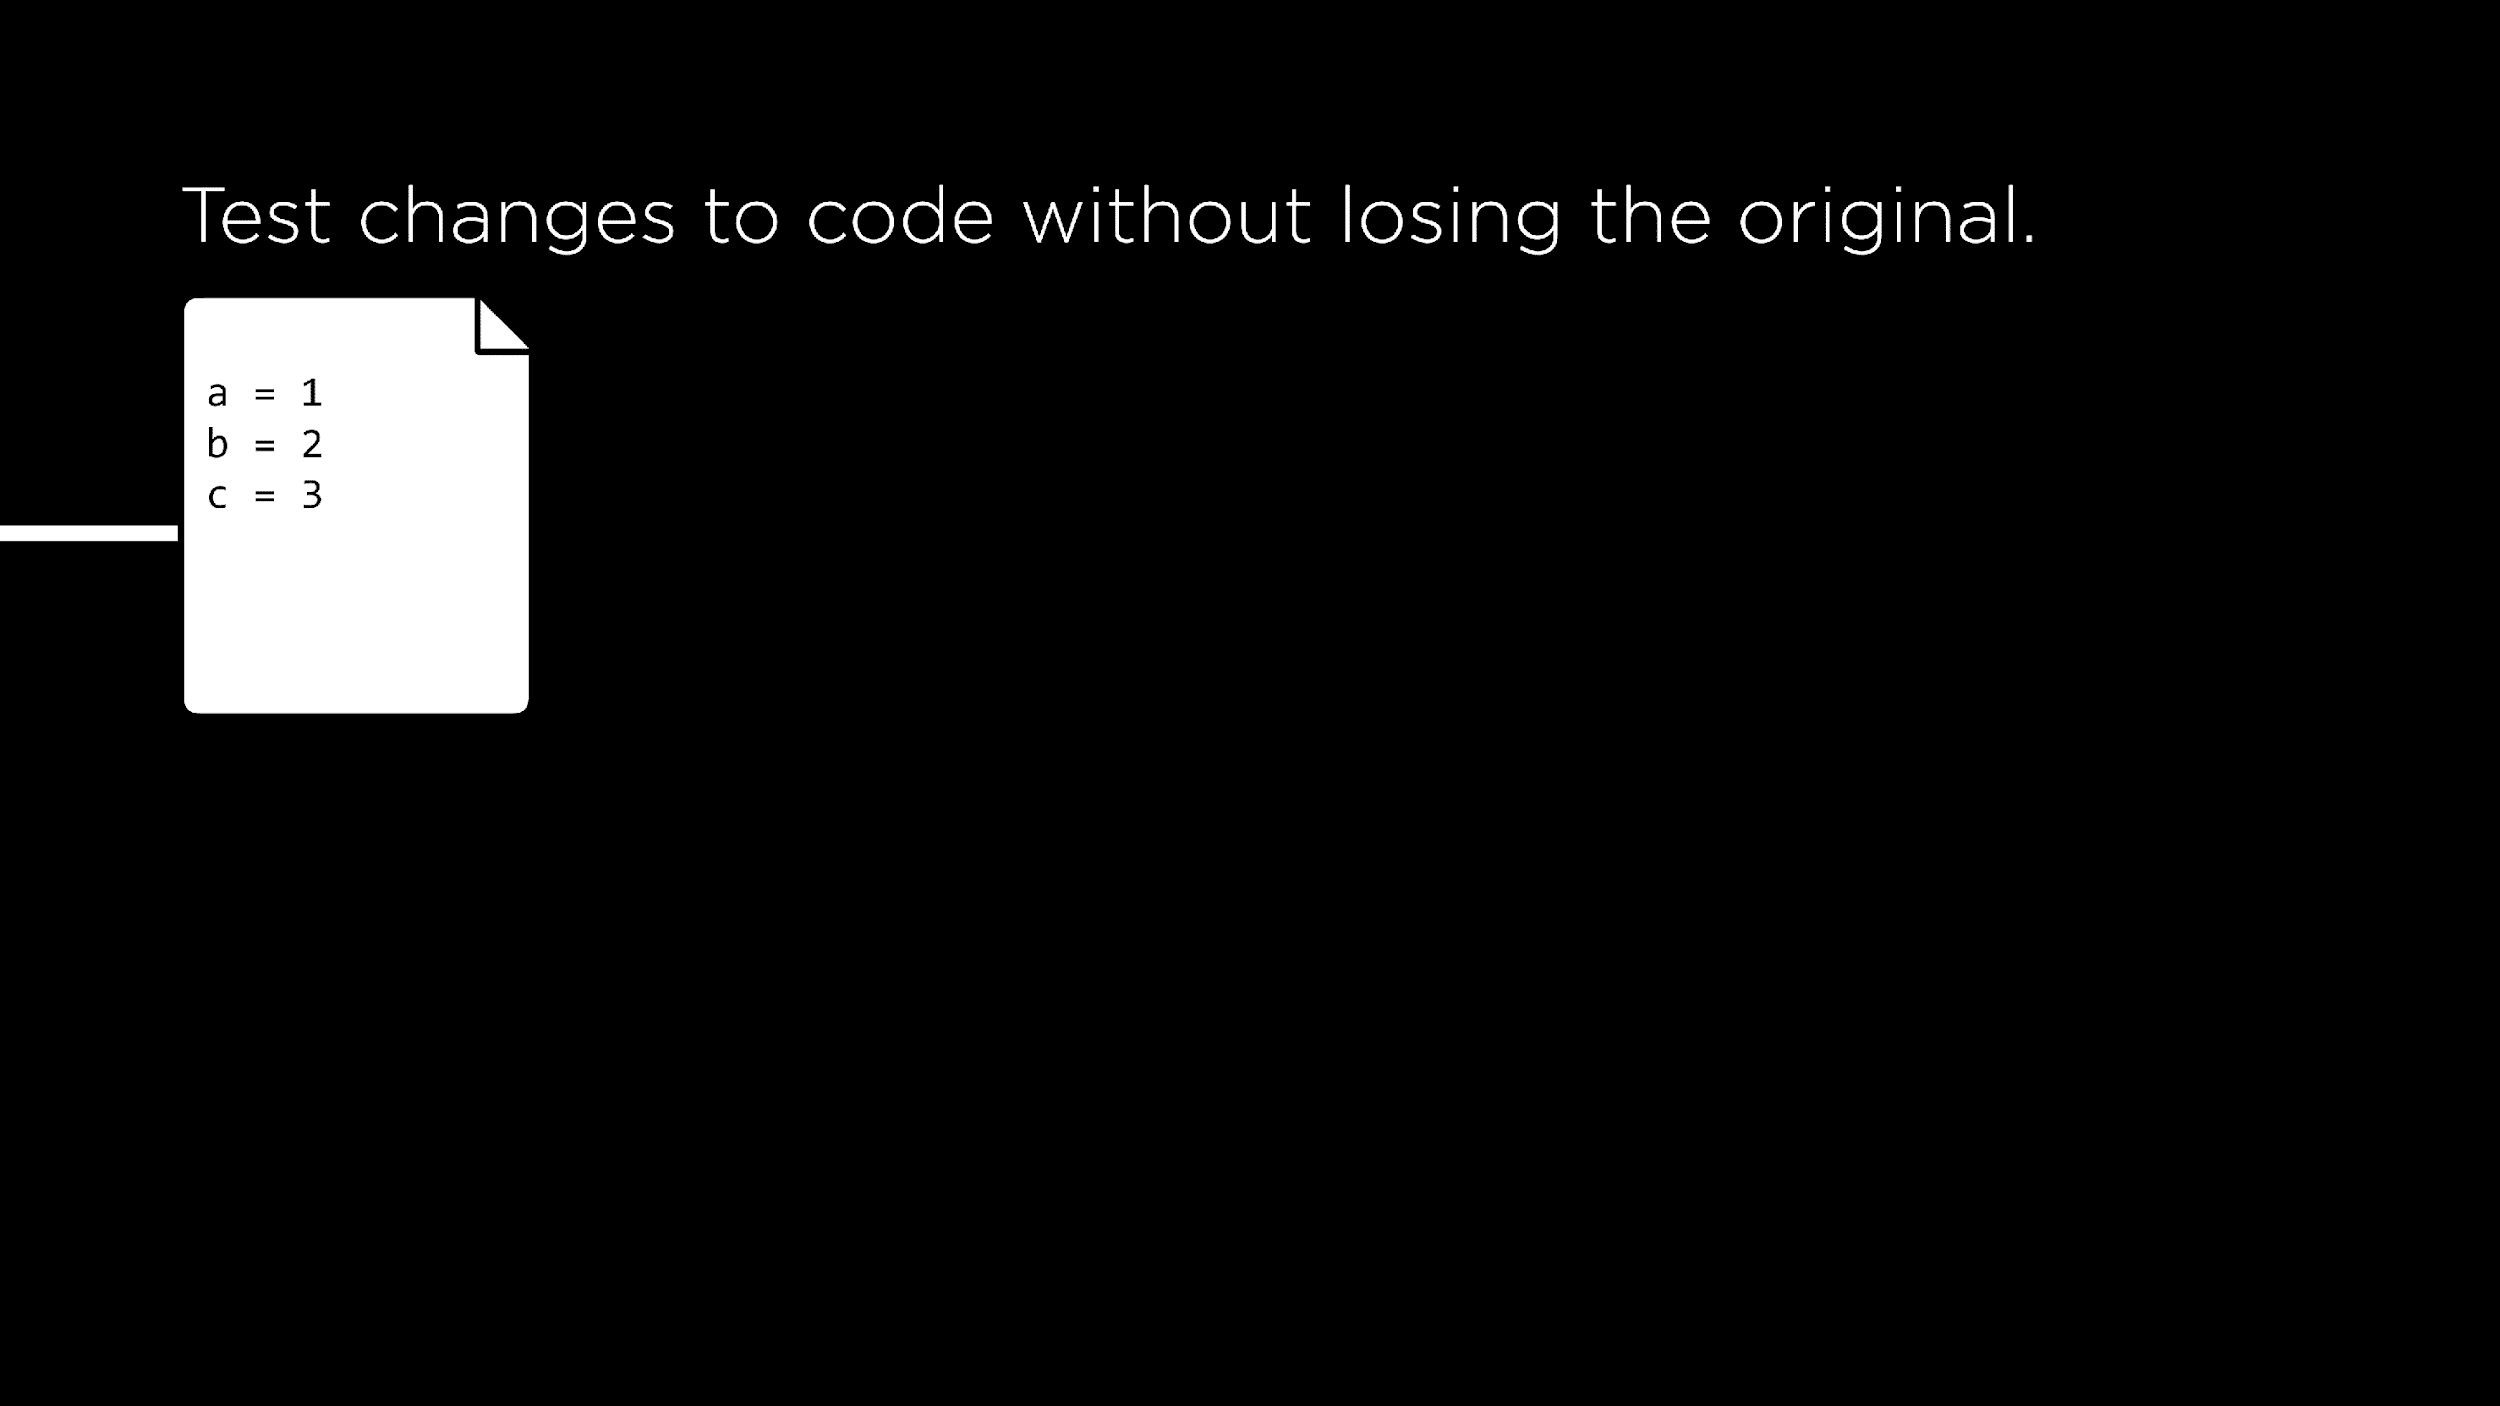 Test changes to code without losing the original.
a = 1
b = 2
c = 3